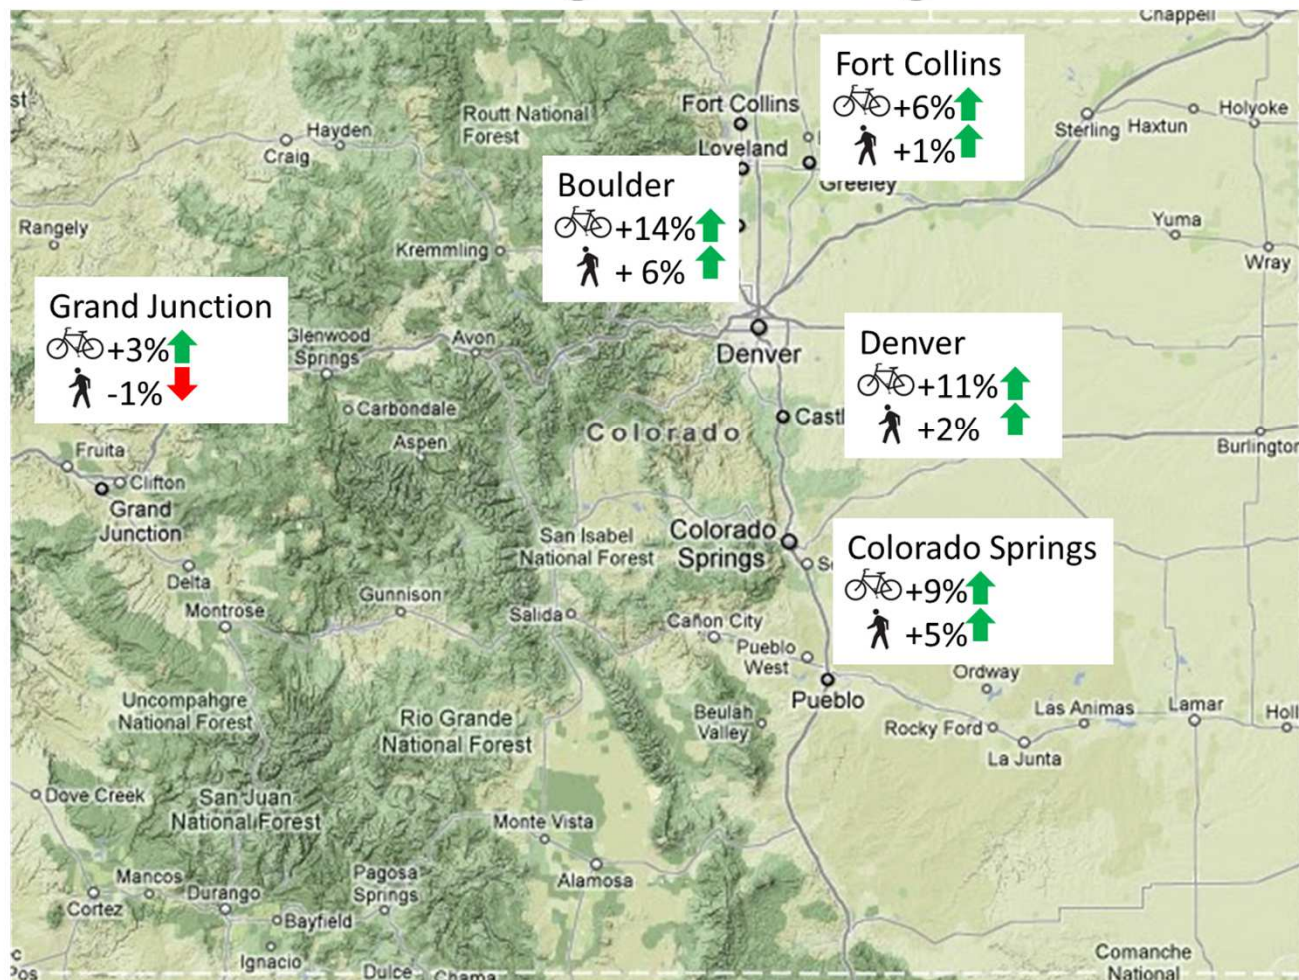 Chappell
Fort Collins
+6%
+1%
Fort Collins
Loveland
Greeley
Sterling
Haxtun
Holyoke
Routt National
Forest
Hayden
Craig
Boulder
+14%
+ 6%
Rangely
Kremmling
Yuma
Wray
Grand Junction
+3%
-1%
Glenwood
Springs
Avon
Denver
Denver
+11%
+2%
Carbondale
Aspen
Colorado
Burlington
Fruita
Clifton
Grand
Junction
San Isabel
National Forest
Colorado
Springs
Colorado Springs
+9%
+5%
Delta
Montrose
Gunnison
Salida
Cañon City
Pueblo
West
Pueblo
Ordway
Uncompahgre
National Forest
Rio Grande
National Forest
Beulah
Valley
Rocky Ford
Las Animas
Lamar
La Junta
Dove Creek
San Juan
National Forest
Monte Vista
Alamosa
Mancos
Cortez
Durango
Pagosa
Springs
Bayfield
Ignacio
Dulce
Chama
Comanche
National